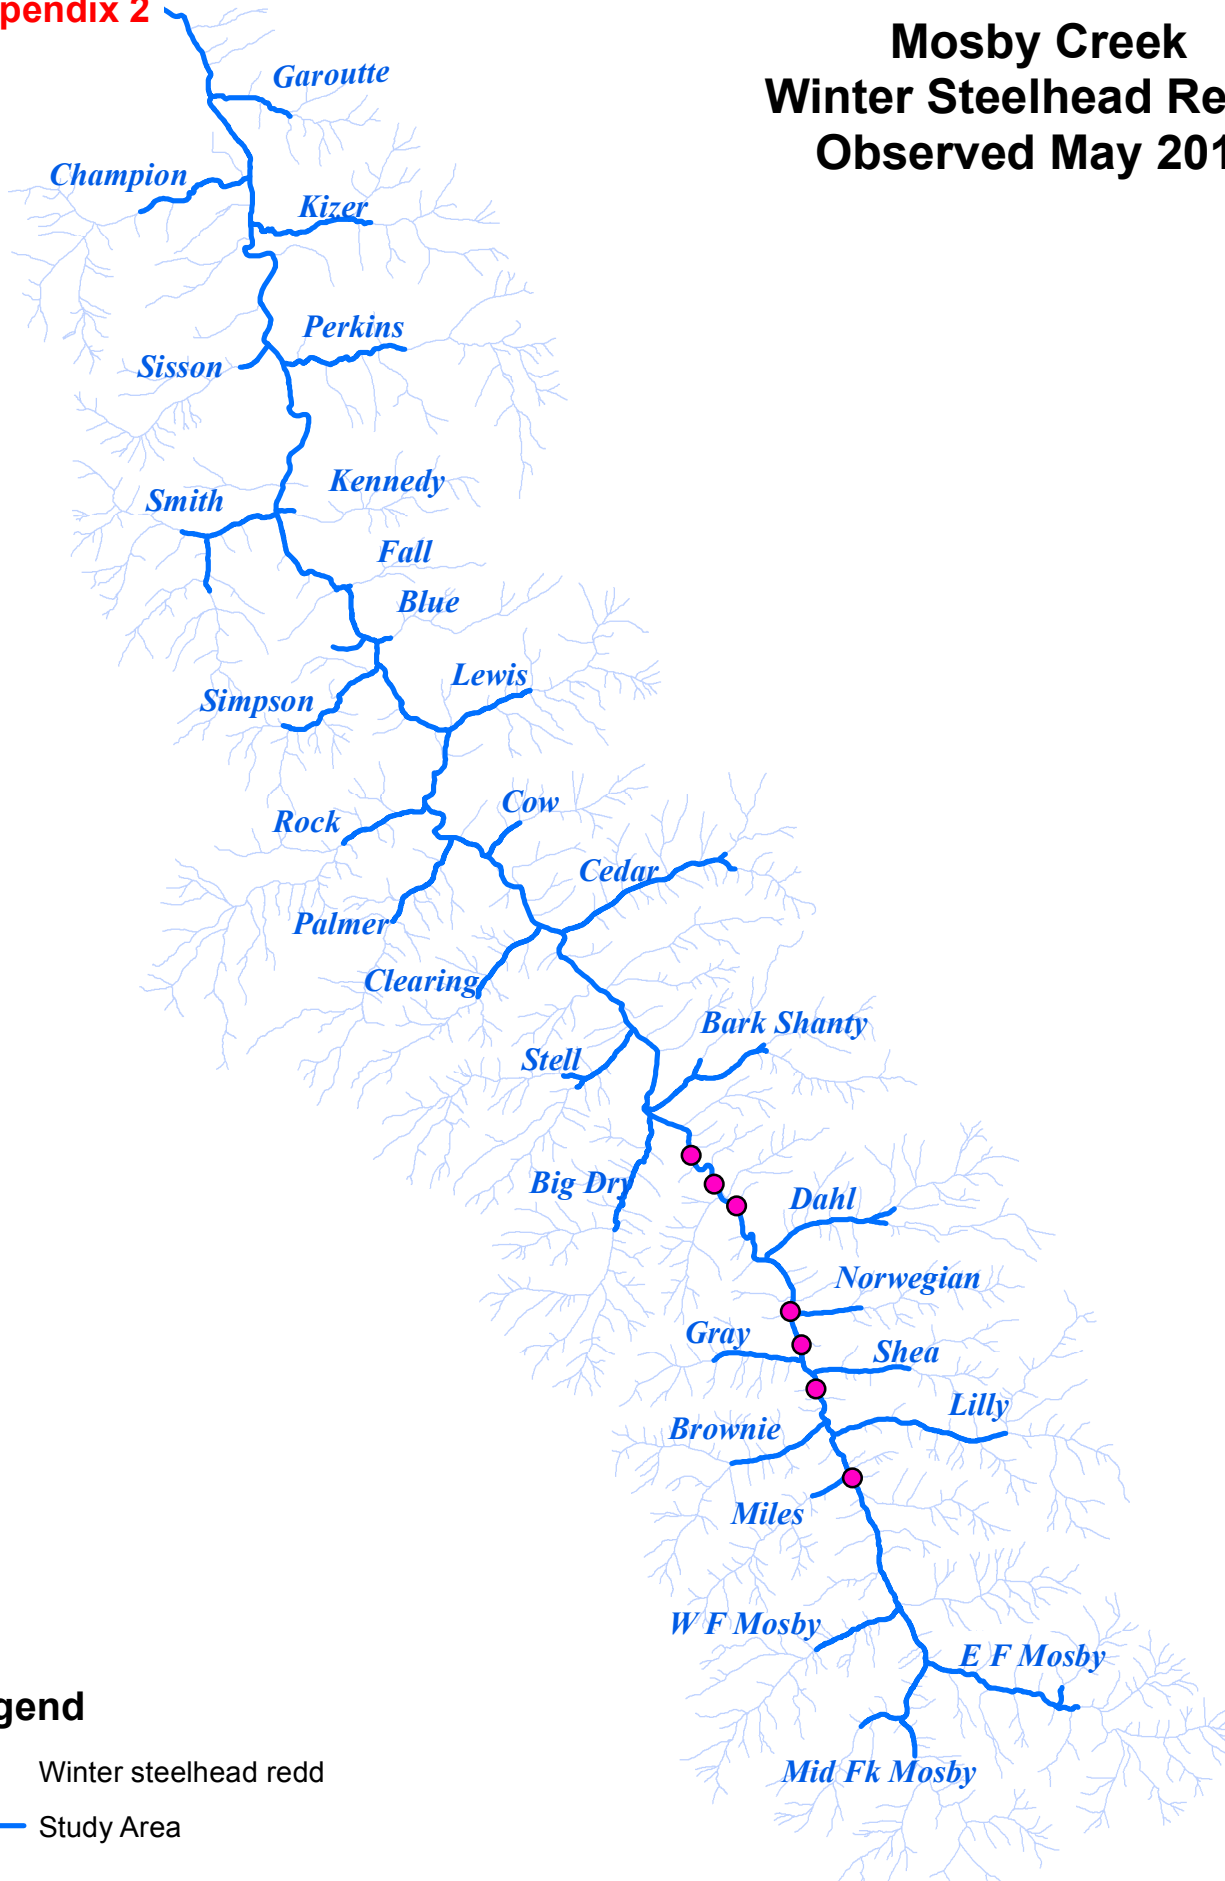 pendix 2
Mosby Creek
Winter Steelhead Re
Observed May 201
Garoutte
Champion
Kizer
Perkins
Sisson
Kennedy
Smith
Fall
Blue
Lewis
Simpson
Cow
Rock
Cedar
Palmer
Clearing
Bark Shanty
Stell
Big Dry
Dahl
Norwegian
Gray
Shea
Lilly
Brownie
Miles
W F Mosby
E F Mosby
Mid Fk Mosby
gend
Winter steelhead redd
Study Area